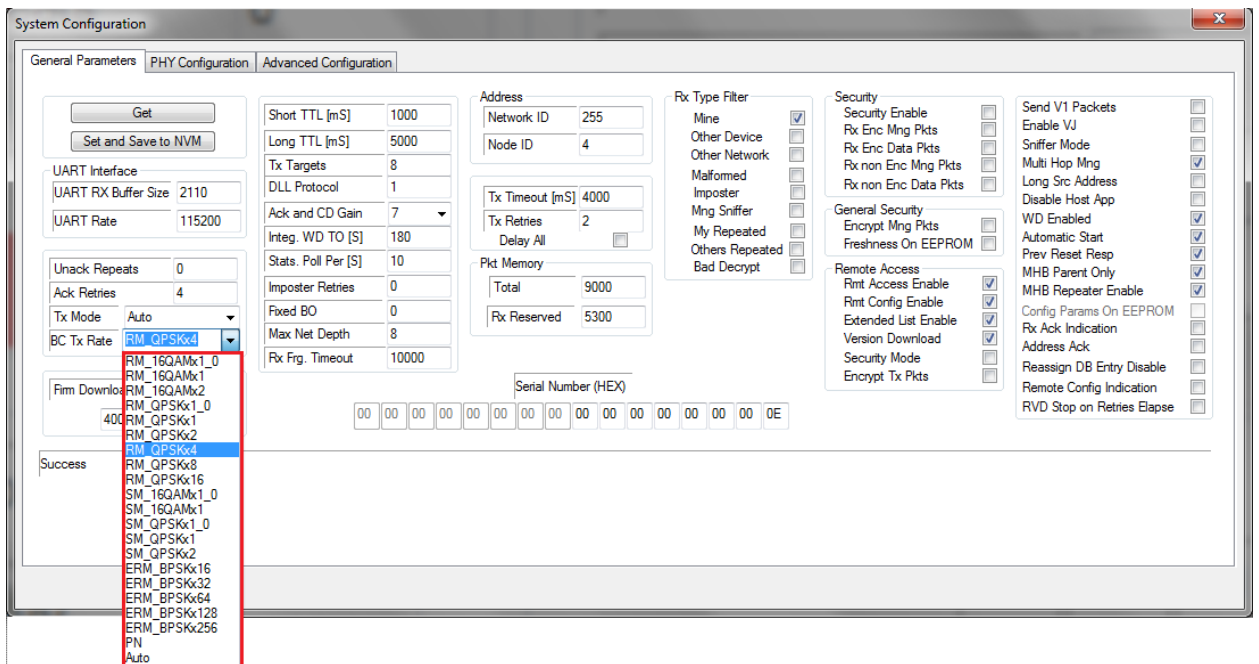 System Configuration
General Parameters
PHY Configuration
Advanced Configuration
Get
Set and Save to NVM
UART Interface
UART RX Buffer Size 2110
UART Rate 115200
Unack Repeats 0
Ack Retries 4
Tx Mode Auto
BC Tx Rate RM_QPSKx4
RM_16QAMx1_0
RM_16QAMx1
RM_16QAMx2
RM_QPSKx1_0
RM_QPSKx1
RM_QPSKx2
RM_QPSKx4
RM_QPSKx8
RM_QPSKx16
SM_16QAMx1_0
SM_16QAMx1
SM_QPSKx1_0
SM_QPSKx1
SM_QPSKx2
ERM_BPSKx16
ERM_BPSKx32
ERM_BPSKx64
ERM_BPSKx128
ERM_BPSKx256
PN
Auto
Firm Downloa
400
Success
Short TTL [mS] 1000
Long TTL [mS] 5000
Tx Targets 8
DLL Protocol 1
Ack and CD Gain 7
Integ. WD TO [S] 180
Stats. Poll Per [S] 10
Imposter Retries 0
Fixed BO 0
Max Net Depth 8
Rx Frg. Timeout 10000
Address
Network ID 255
Node ID 4
Tx Timeout [mS] 4000
Tx Retries 2
Delay All
Pkt Memory
Total 9000
Rx Reserved 5300
Serial Number (HEX)
00 00 00 00 00 00 00 00 00 00 00 00 00 00 00 0E
Rx Type Filter
Mine
Other Device
Other Network
Malformed
Imposter
Mng Sniffer
My Repeated
Others Repeated
Bad Decrypt
Security
Security Enable
Rx Enc Mng Pkts
Rx Enc Data Pkts
Rx non Enc Mng Pkts
Rx non Enc Data Pkts
General Security
Encrypt Mng Pkts
Freshness On EEPROM
Remote Access
Rmt Access Enable
Rmt Config Enable
Extended List Enable
Version Download
Security Mode
Encrypt Tx Pkts
Send V1 Packets
Enable VJ
Sniffer Mode
Multi Hop Mng
Long Src Address
Disable Host App
WD Enabled
Automatic Start
Prev Reset Resp
MHB Parent Only
MHB Repeater Enable
Config Params On EEPROM
Rx Ack Indication
Address Ack
Reassign DB Entry Disable
Remote Config Indication
RVD Stop on Retries Elapse